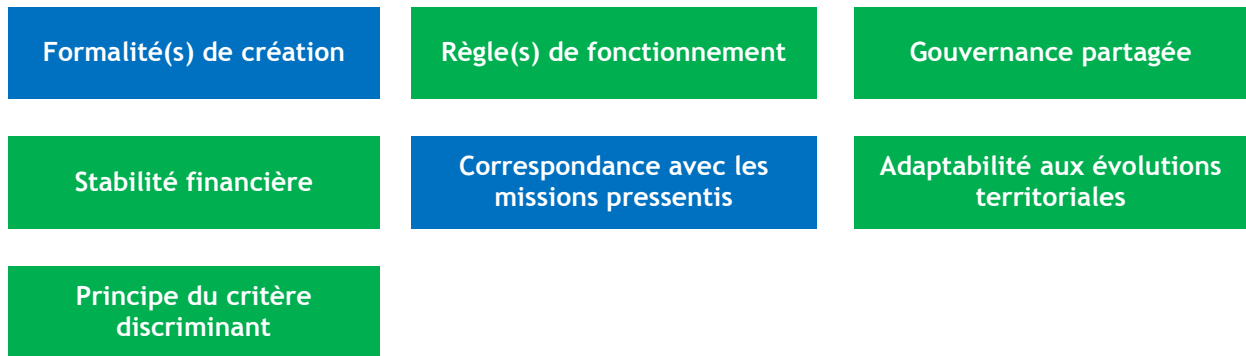 Formalité(s) de création
Règle(s) de fonctionnement
Gouvernance partagée
Stabilité financière
Correspondance avec les
missions pressentis
Adaptabilité aux évolutions
territoriales
Principe du critère
discriminant